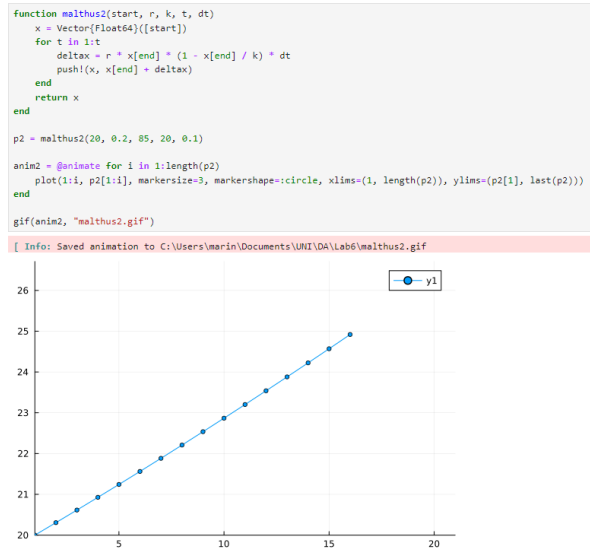 function malthus2(start, r, k, t, dt)
    x = Vector{Float64}([start])
    for t in 1:t
        deltax = r * x[end] * (1 - x[end] / k) * dt
        push!(x, x[end] + deltax)
    end
    return x
end
p2 = malthus2(20, 0.2, 85, 20, 0.1)
anim2 = @animate for i in 1:length(p2)
    plot(1:i, p2[1:i], markersize=3, markershape=:circle, xlims=(1, length(p2)), ylims=(p2[1], last(p2)))
end
gif(anim2, "malthus2.gif")
[ Info: Saved animation to C:\Users\marin\Documents\UNI\DA\Lab6\malthus2.gif
y1
26
25
24
23
22
21
20
5 10 15 20